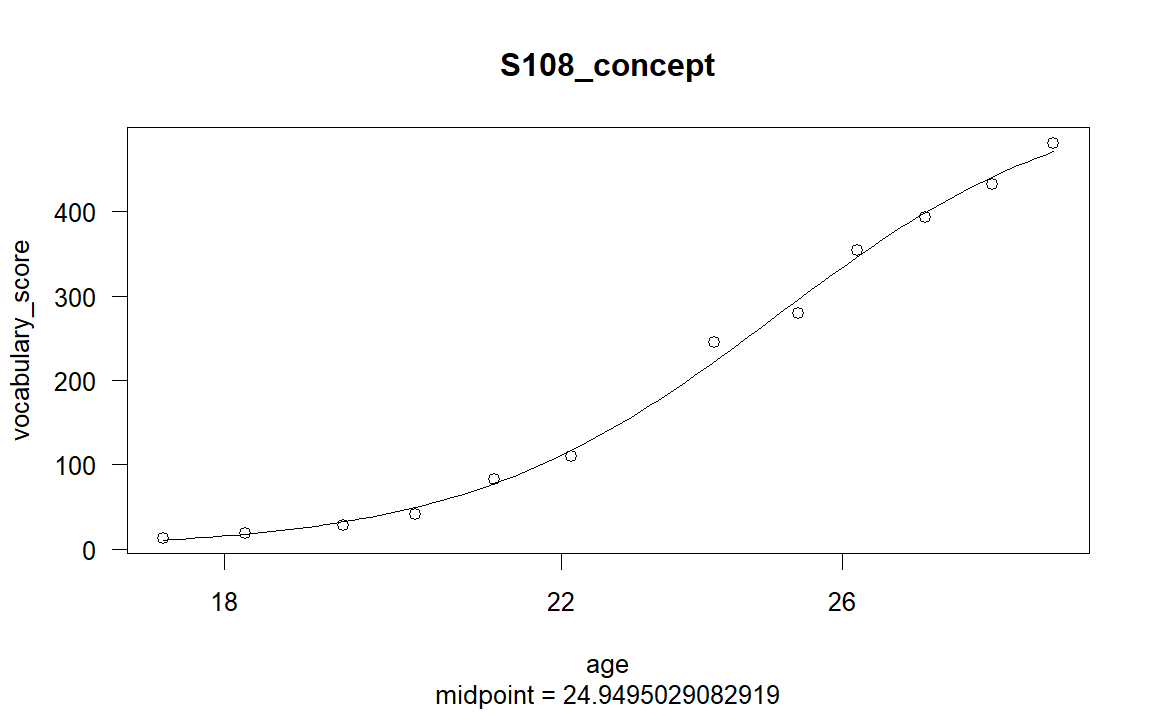 S108_concept
400
300
200
100
0
vocabulary_score
18 22 26
age
midpoint = 24.9495029082919